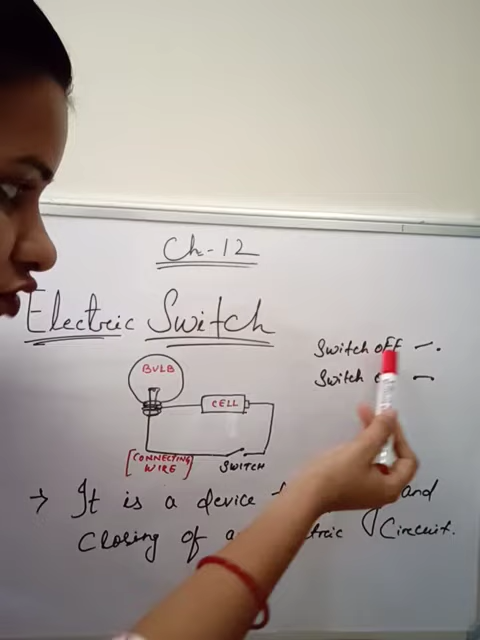 Ch-12
Electric Switch
BULB
Switch off
CELL
Switch
[CONNECTING
WIRE]
SWITCH
→ It is a device and
closing of Circuit.